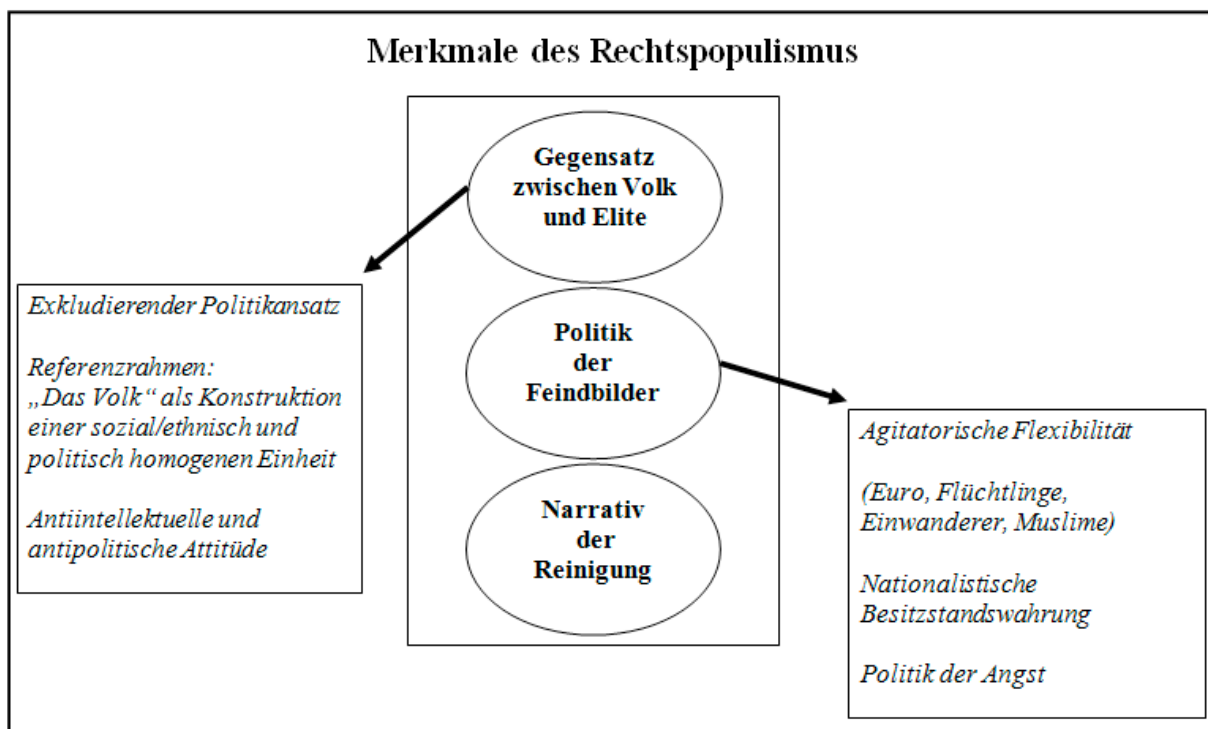 Merkmale des Rechtspopulismus
Gegensatz
zwischen Volk
und Elite
Exkludierender Politikansatz
Referenzrahmen:
„Das Volk“ als Konstruktion
einer sozial/ethnisch und
politisch homogenen Einheit
Antiintellektuelle und
antipolitische Attitüde
Politik
der
Feindbilder
Agitatorische Flexibilität
(Euro, Flüchtlinge,
Einwanderer, Muslime)
Nationalistische
Besitzstandswahrung
Politik der Angst
Narrativ
der
Reinigung